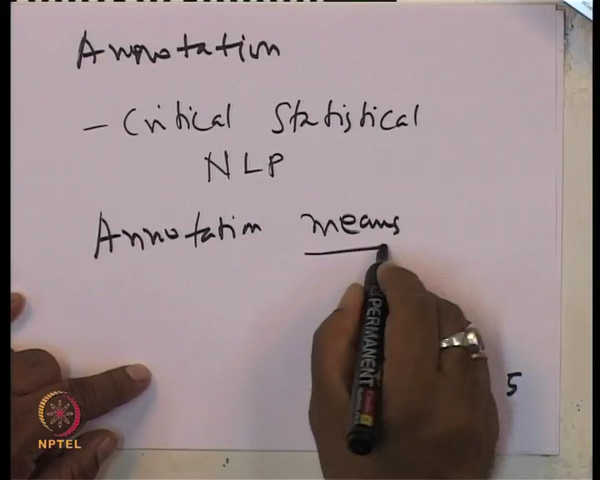 Annotation
- Critical Statistical
NLP
Annotation means
PERMANENT
5
NPTEL